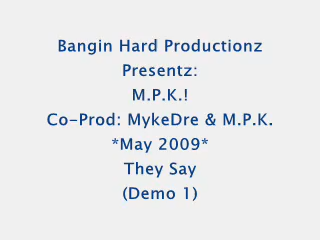 Bangin Hard Productionz
Presentz:
M.P.K.!
Co-Prod: MykeDre & M.P.K.
*May 2009*
They Say
(Demo 1)